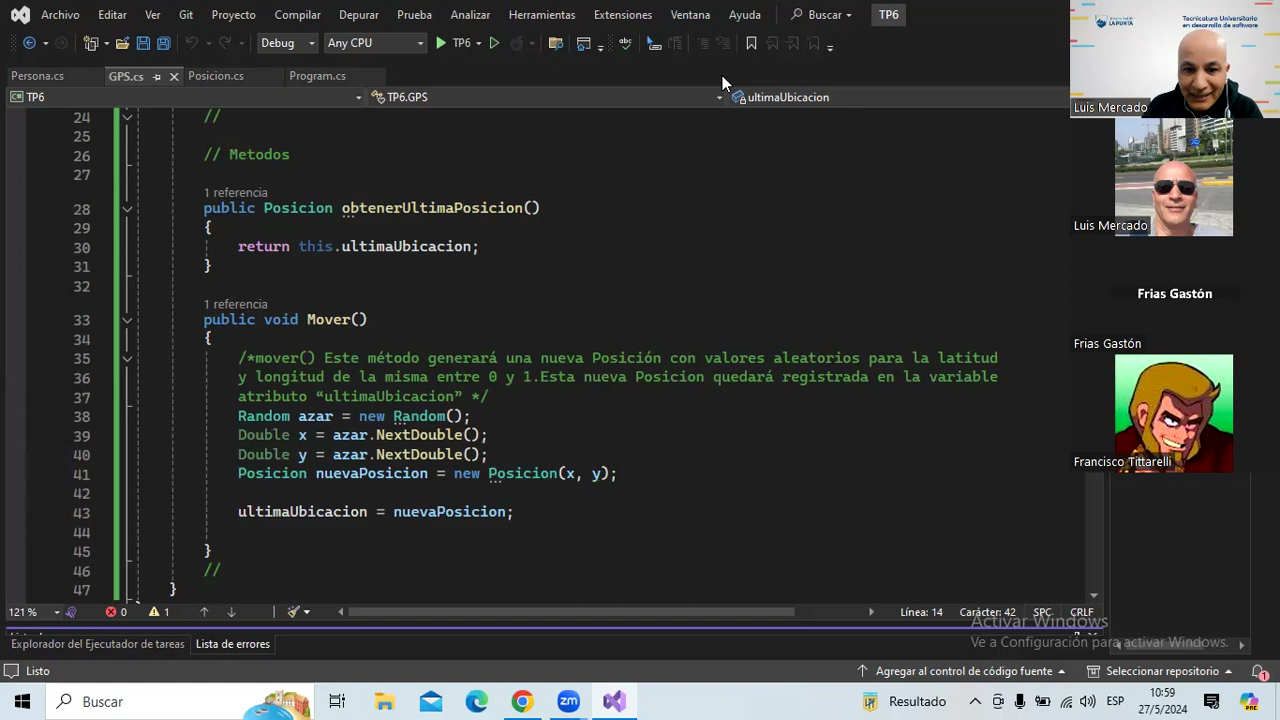 Archivo Editar Ver Git Proyecto Compilar Depurar Prueba Analizar Herramientas Extensiones Ventana Ayuda Buscar TP6
Debug Any CPU TP6
Persona.cs GPS.cs Posicion.cs Program.cs
TP6 TP6.GPS ultimaUbicacion
24 //
25
26 // Metodos
27
1 referencia
28 public Posicion obtenerUltimaPosicion()
29 {
30 return this.ultimaUbicacion;
31 }
32
1 referencia
33 public void Mover()
34 {
35 /*mover() Este método generará una nueva Posición con valores aleatorios para la latitud
36 y longitud de la misma entre 0 y 1.Esta nueva Posicion quedará registrada en la variable
37 atributo “ultimaUbicacion” */
38 Random azar = new Random();
39 Double x = azar.NextDouble();
40 Double y = azar.NextDouble();
41 Posicion nuevaPosicion = new Posicion(x, y);
42
43 ultimaUbicacion = nuevaPosicion;
44
45 }
46 //
47 }
121 % 0 1 Línea: 14 Carácter: 42 SPC CRLF
Explorador del Ejecutador de tareas Lista de errores
Listo Agregar al control de código fuente Seleccionar repositorio 1
Activar Windows
Ve a Configuración para activar Windows.
Buscar Resultado ESP 10:59 27/5/2024
zm
PRE
LA PUNTA
Tecnicatura Universitaria
en desarrollo de software
Luis Mercado
Luis Mercado
Frias Gastón
Frias Gastón
Francisco Tittarelli